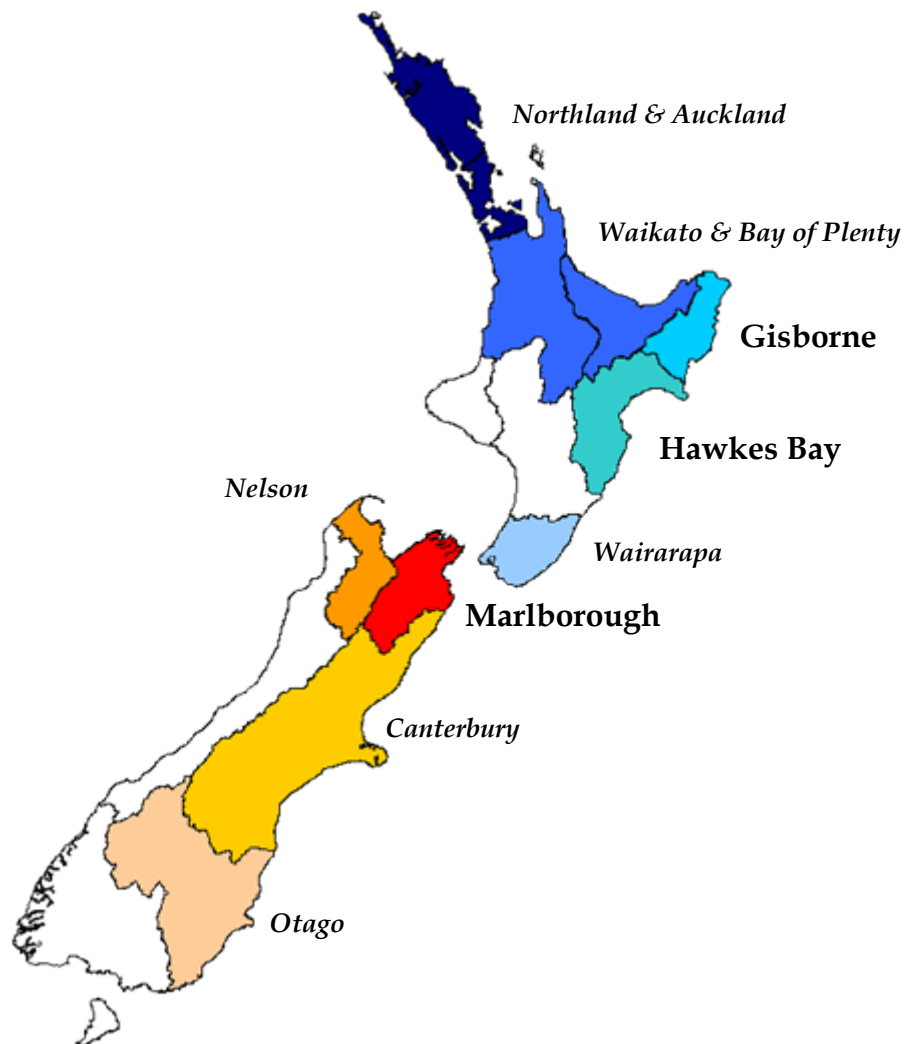 Northland & Auckland
Waikato & Bay of Plenty
Gisborne
Hawkes Bay
Nelson
Wairarapa
Marlborough
Canterbury
Otago